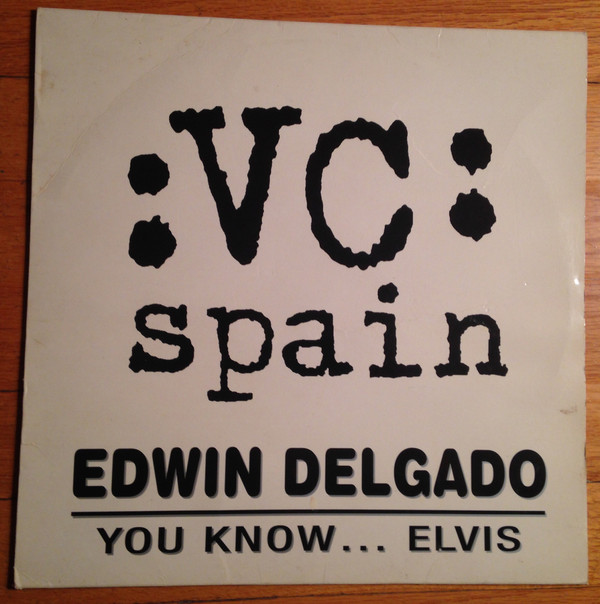 :VC:
spain
EDWIN DELGADO
YOU KNOW... ELVIS